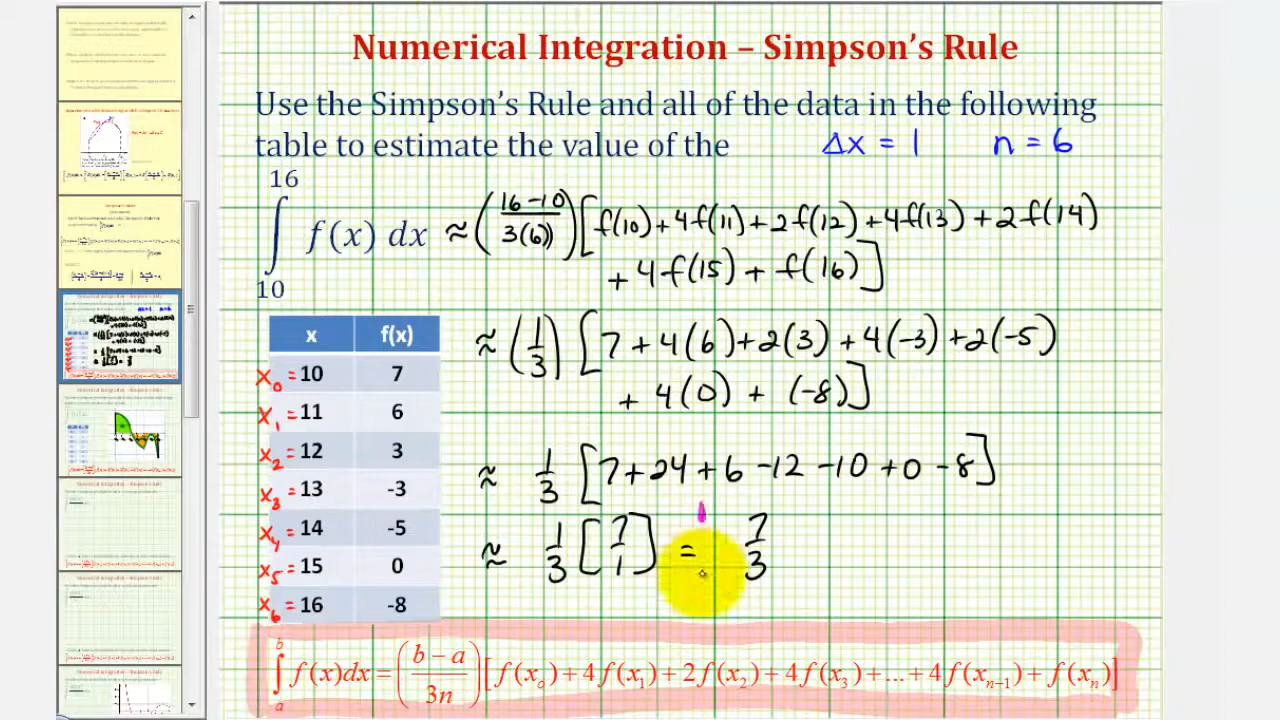 Numerical Integration – Simpson's Rule
Use the Simpson's Rule and all of the data in the following
table to estimate the value of the Δx = 1 n = 6
∫₁₀¹⁶ f(x) dx ≈ ((16-10)/(3(6))) [f(10) + 4f(11) + 2f(12) + 4f(13) + 2f(14)
+ 4f(15) + f(16)]
≈ (1/3) [7 + 4(6) + 2(3) + 4(-3) + 2(-5)
+ 4(0) + (-8)]
≈ 1/3 [7 + 24 + 6 - 12 - 10 + 0 - 8]
≈ 1/3 [7/1] = 7/3
x f(x)
x₀ = 10 7
x₁ = 11 6
x₂ = 12 3
x₃ = 13 -3
x₄ = 14 -5
x₅ = 15 0
x₆ = 16 -8
∫ₐᵇ f(x)dx = ((b − a)/3n) [f(x₀) + 4f(x₁) + 2f(x₂) + 4f(x₃) + ... + 4f(xₙ₋₁) + f(xₙ)]